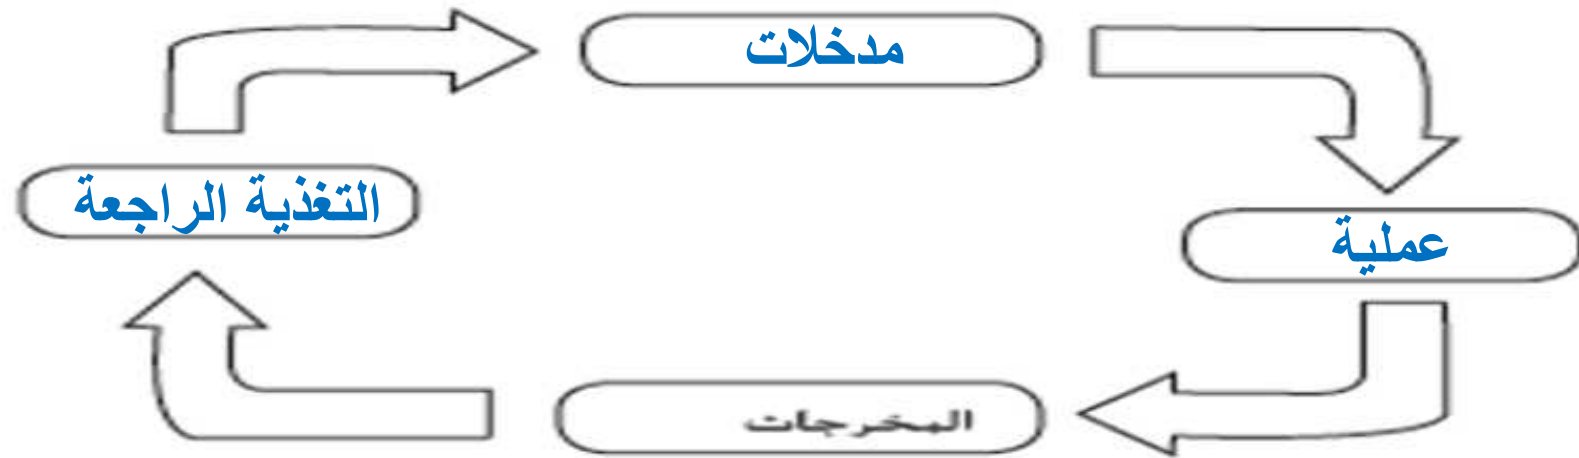 مدخلات
التغذية الراجعة
عملية
المخرجات